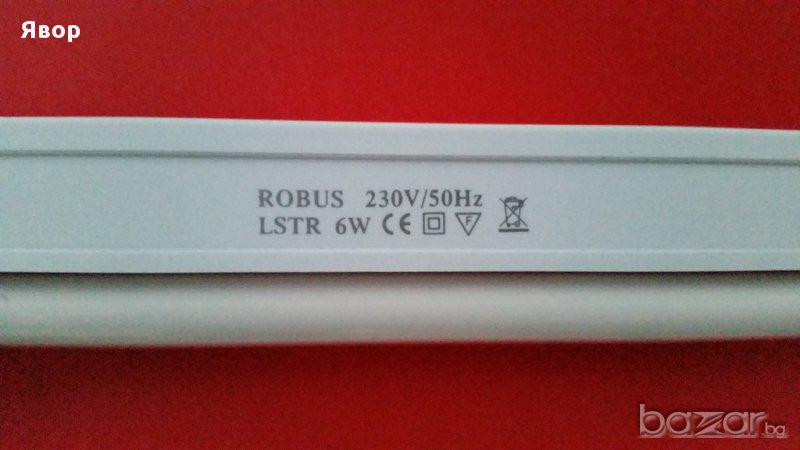 Явор
ROBUS 230V/50Hz
LSTR 6W CE F
bazar.bg